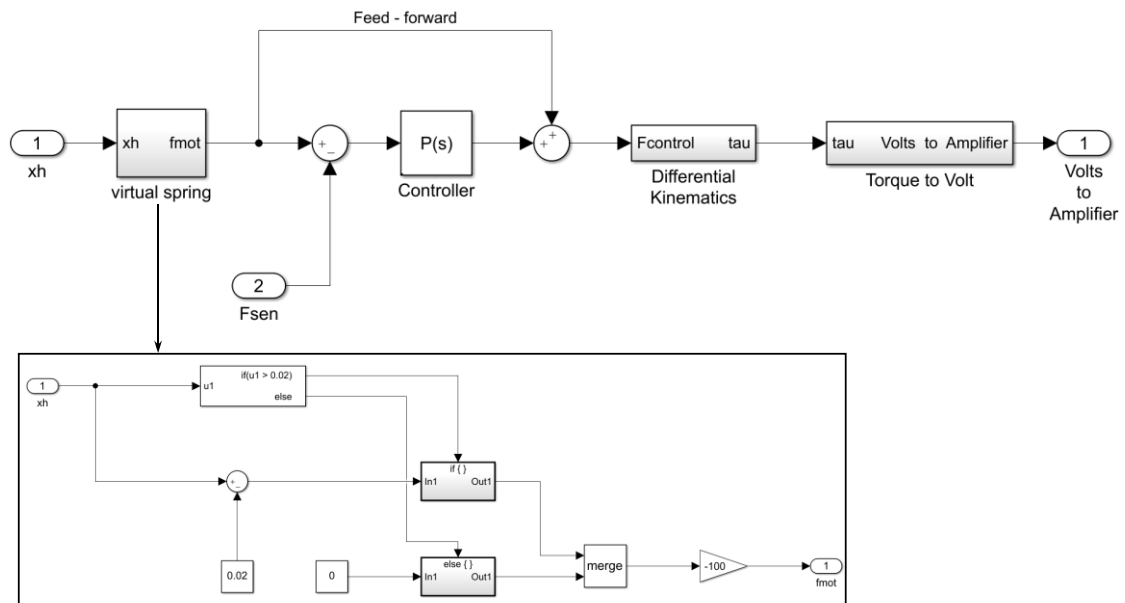 Feed - forward
1
xh
xh fmot
virtual spring
+
-
P(s)
Controller
+
+
Fcontrol tau
Differential
Kinematics
tau Volts to Amplifier
Torque to Volt
1
Volts
to
Amplifier
2
Fsen
1
xh
u1
if(u1 > 0.02)
else
+
-
0.02
if { }
In1 Out1
0
else { }
In1 Out1
merge
-100
1
fmot